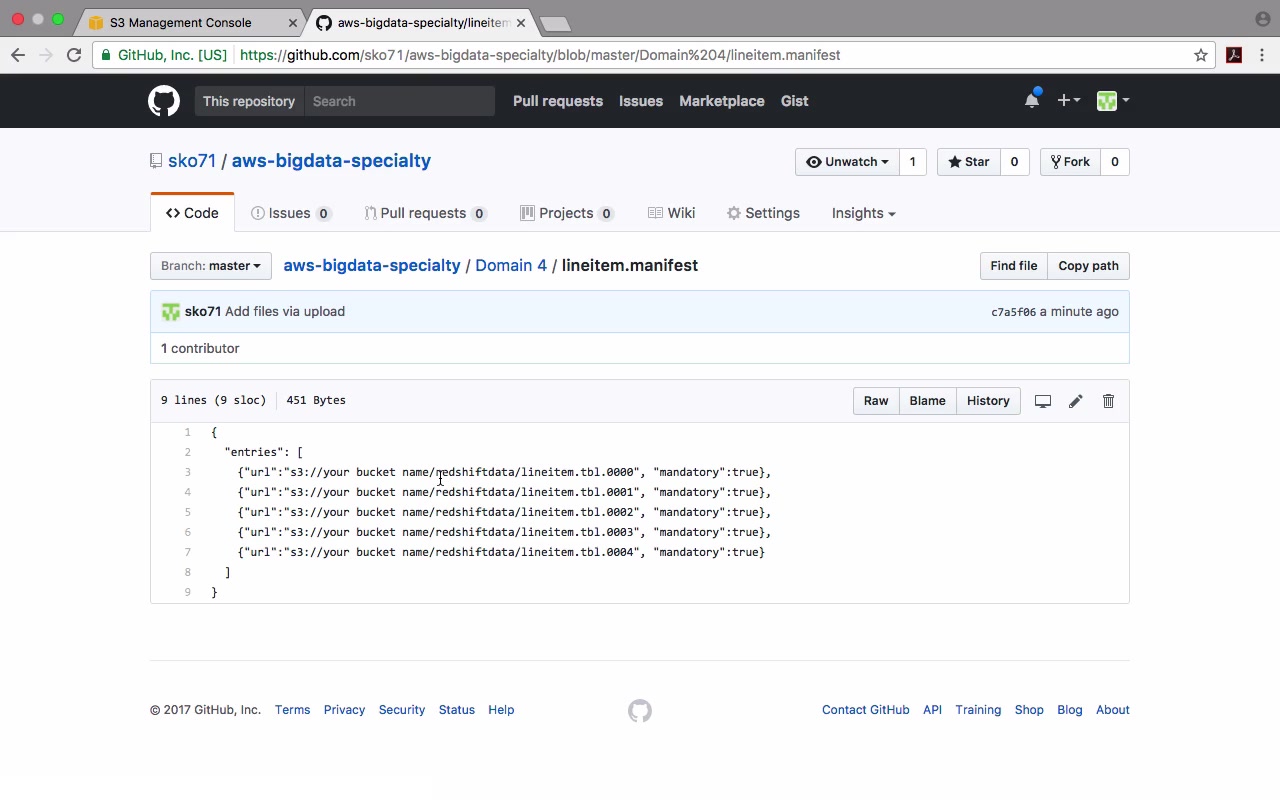 S3 Management Console
aws-bigdata-specialty/lineitem
GitHub, Inc. [US] https://github.com/sko71/aws-bigdata-specialty/blob/master/Domain%204/lineitem.manifest
This repository Search Pull requests Issues Marketplace Gist
sko71 / aws-bigdata-specialty Unwatch 1 Star 0 Fork 0
Code Issues 0 Pull requests 0 Projects 0 Wiki Settings Insights
Branch: master aws-bigdata-specialty / Domain 4 / lineitem.manifest Find file Copy path
sko71 Add files via upload c7a5f06 a minute ago
1 contributor
9 lines (9 sloc) 451 Bytes Raw Blame History
1 {
2 "entries": [
3 {"url":"s3://your bucket name/redshiftdata/lineitem.tbl.0000", "mandatory":true},
4 {"url":"s3://your bucket name/redshiftdata/lineitem.tbl.0001", "mandatory":true},
5 {"url":"s3://your bucket name/redshiftdata/lineitem.tbl.0002", "mandatory":true},
6 {"url":"s3://your bucket name/redshiftdata/lineitem.tbl.0003", "mandatory":true},
7 {"url":"s3://your bucket name/redshiftdata/lineitem.tbl.0004", "mandatory":true}
8 ]
9 }
© 2017 GitHub, Inc. Terms Privacy Security Status Help Contact GitHub API Training Shop Blog About